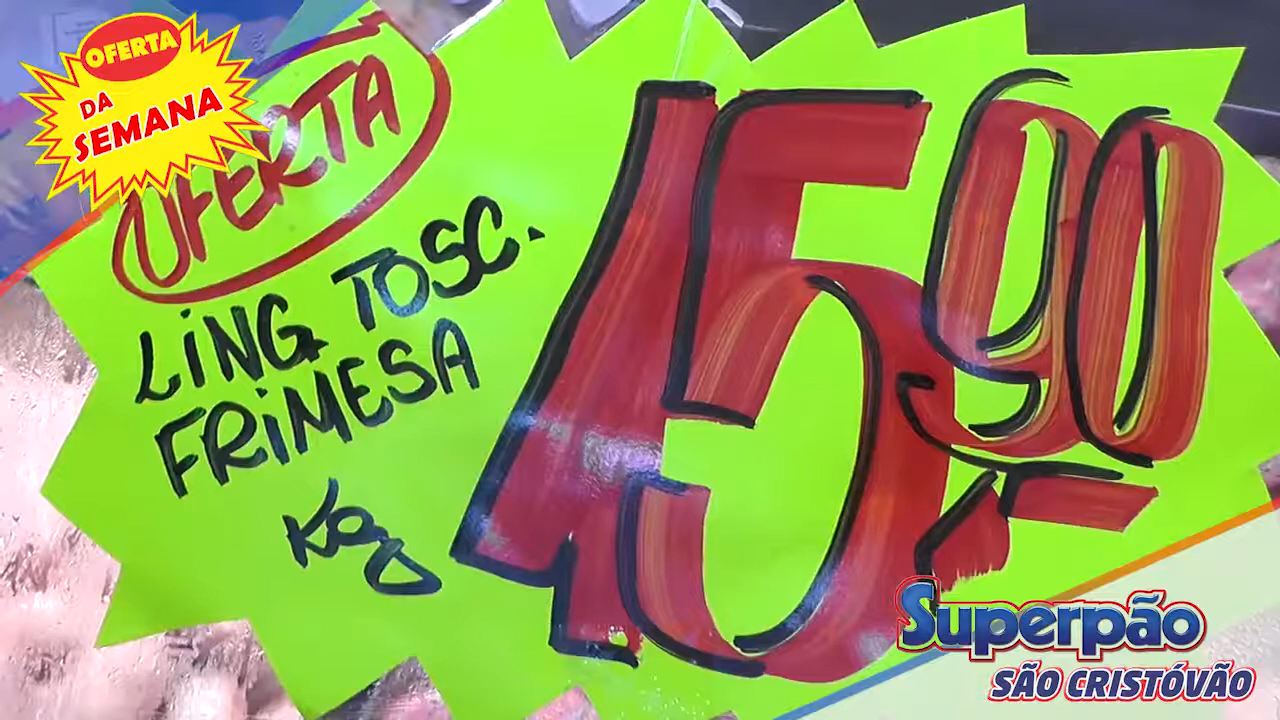 OFERTA
DA
SEMANA
OFERTA
LING TOSC.
FRIMESA
Kg
15,90
Superpão
SÃO CRISTÓVÃO